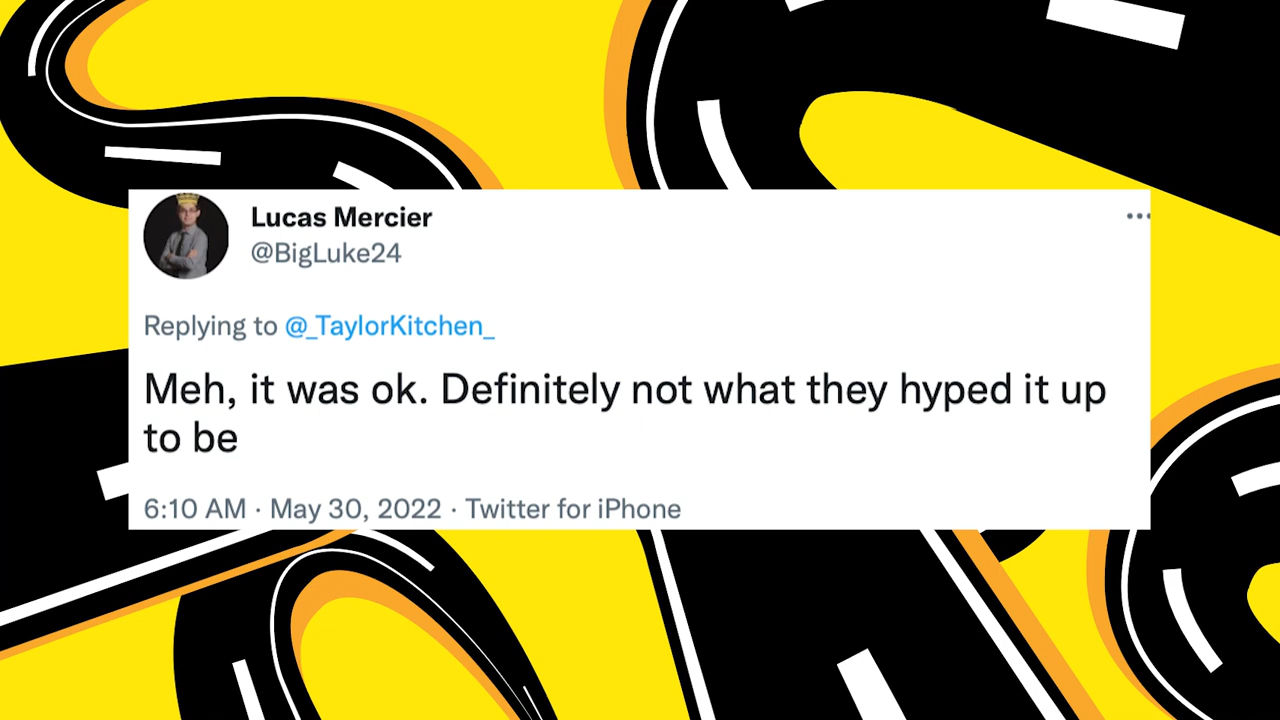 Lucas Mercier
@BigLuke24
Replying to @_TaylorKitchen_
Meh, it was ok. Definitely not what they hyped it up
to be
6:10 AM · May 30, 2022 · Twitter for iPhone